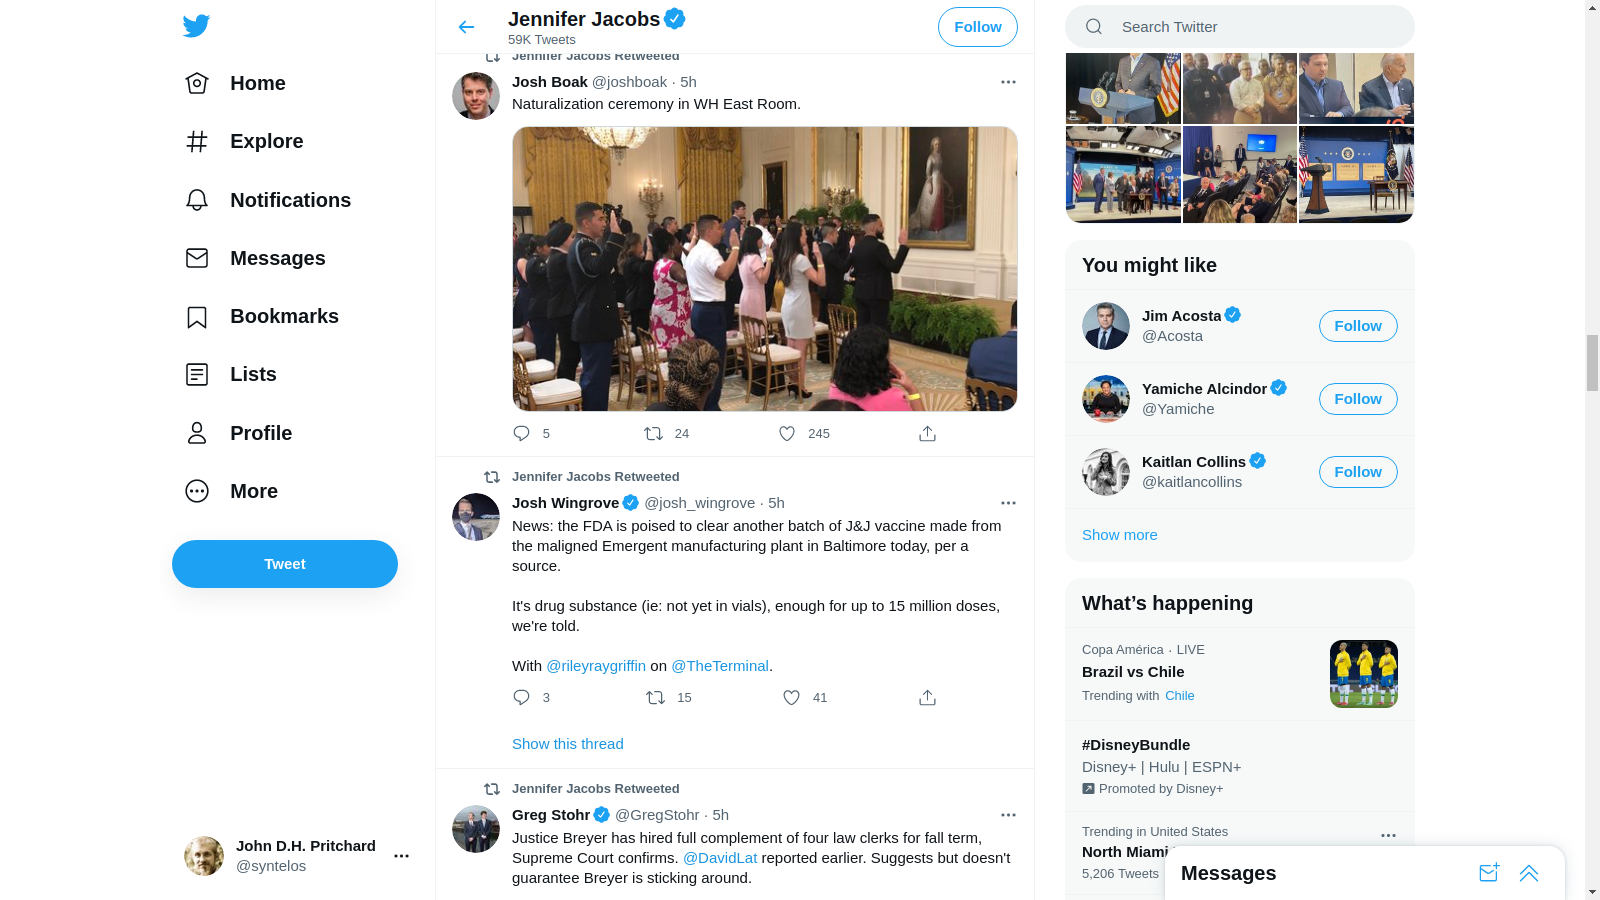 Jennifer Jacobs
59K Tweets
Follow
Search Twitter
Home
Explore
Notifications
Messages
Bookmarks
Lists
Profile
More
Tweet
John D.H. Pritchard
@syntelos
Jennifer Jacobs Retweeted
Josh Boak @joshboak · 5h
Naturalization ceremony in WH East Room.
5 24 245
Jennifer Jacobs Retweeted
Josh Wingrove @josh_wingrove · 5h
News: the FDA is poised to clear another batch of J&J vaccine made from
the maligned Emergent manufacturing plant in Baltimore today, per a
source.
It's drug substance (ie: not yet in vials), enough for up to 15 million doses,
we're told.
With @rileyraygriffin on @TheTerminal.
3 15 41
Show this thread
Jennifer Jacobs Retweeted
Greg Stohr @GregStohr · 5h
Justice Breyer has hired full complement of four law clerks for fall term,
Supreme Court confirms. @DavidLat reported earlier. Suggests but doesn't
guarantee Breyer is sticking around.
You might like
Jim Acosta
@Acosta
Follow
Yamiche Alcindor
@Yamiche
Follow
Kaitlan Collins
@kaitlancollins
Follow
Show more
What's happening
Copa América · LIVE
Brazil vs Chile
Trending with Chile
#DisneyBundle
Disney+ | Hulu | ESPN+
Promoted by Disney+
Trending in United States
North Miami
5,206 Tweets
Messages